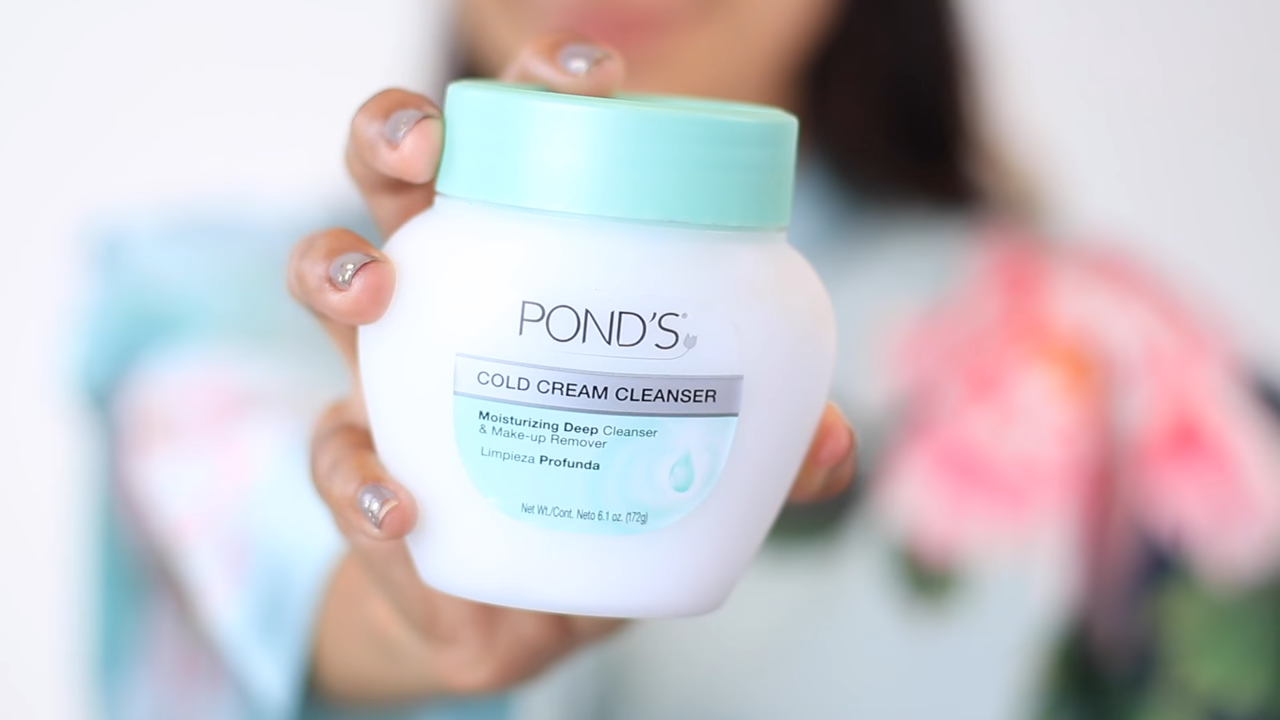 POND'S®
COLD CREAM CLEANSER
Moisturizing Deep Cleanser
& Make-up Remover
Limpieza Profunda
Net Wt./Cont. Neto 6.1 oz. (172g)